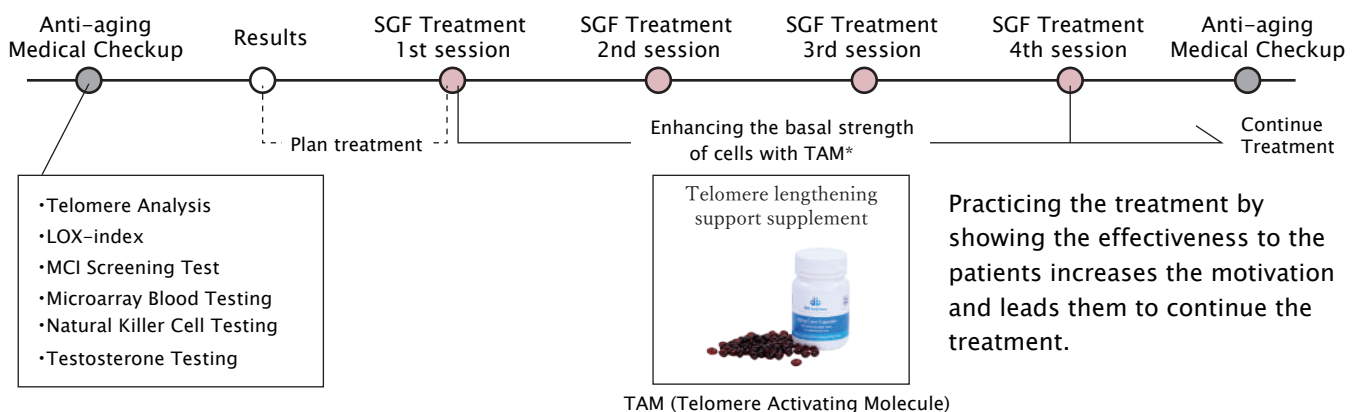 Anti-aging
Medical Checkup
Results
SGF Treatment
1st session
SGF Treatment
2nd session
SGF Treatment
3rd session
SGF Treatment
4th session
Anti-aging
Medical Checkup
Plan treatment
Enhancing the basal strength
of cells with TAM*
Continue
Treatment
・Telomere Analysis
・LOX-index
・MCI Screening Test
・Microarray Blood Testing
・Natural Killer Cell Testing
・Testosterone Testing
Telomere lengthening
support supplement
Practicing the treatment by
showing the effectiveness to the
patients increases the motivation
and leads them to continue the
treatment.
TAM (Telomere Activating Molecule)